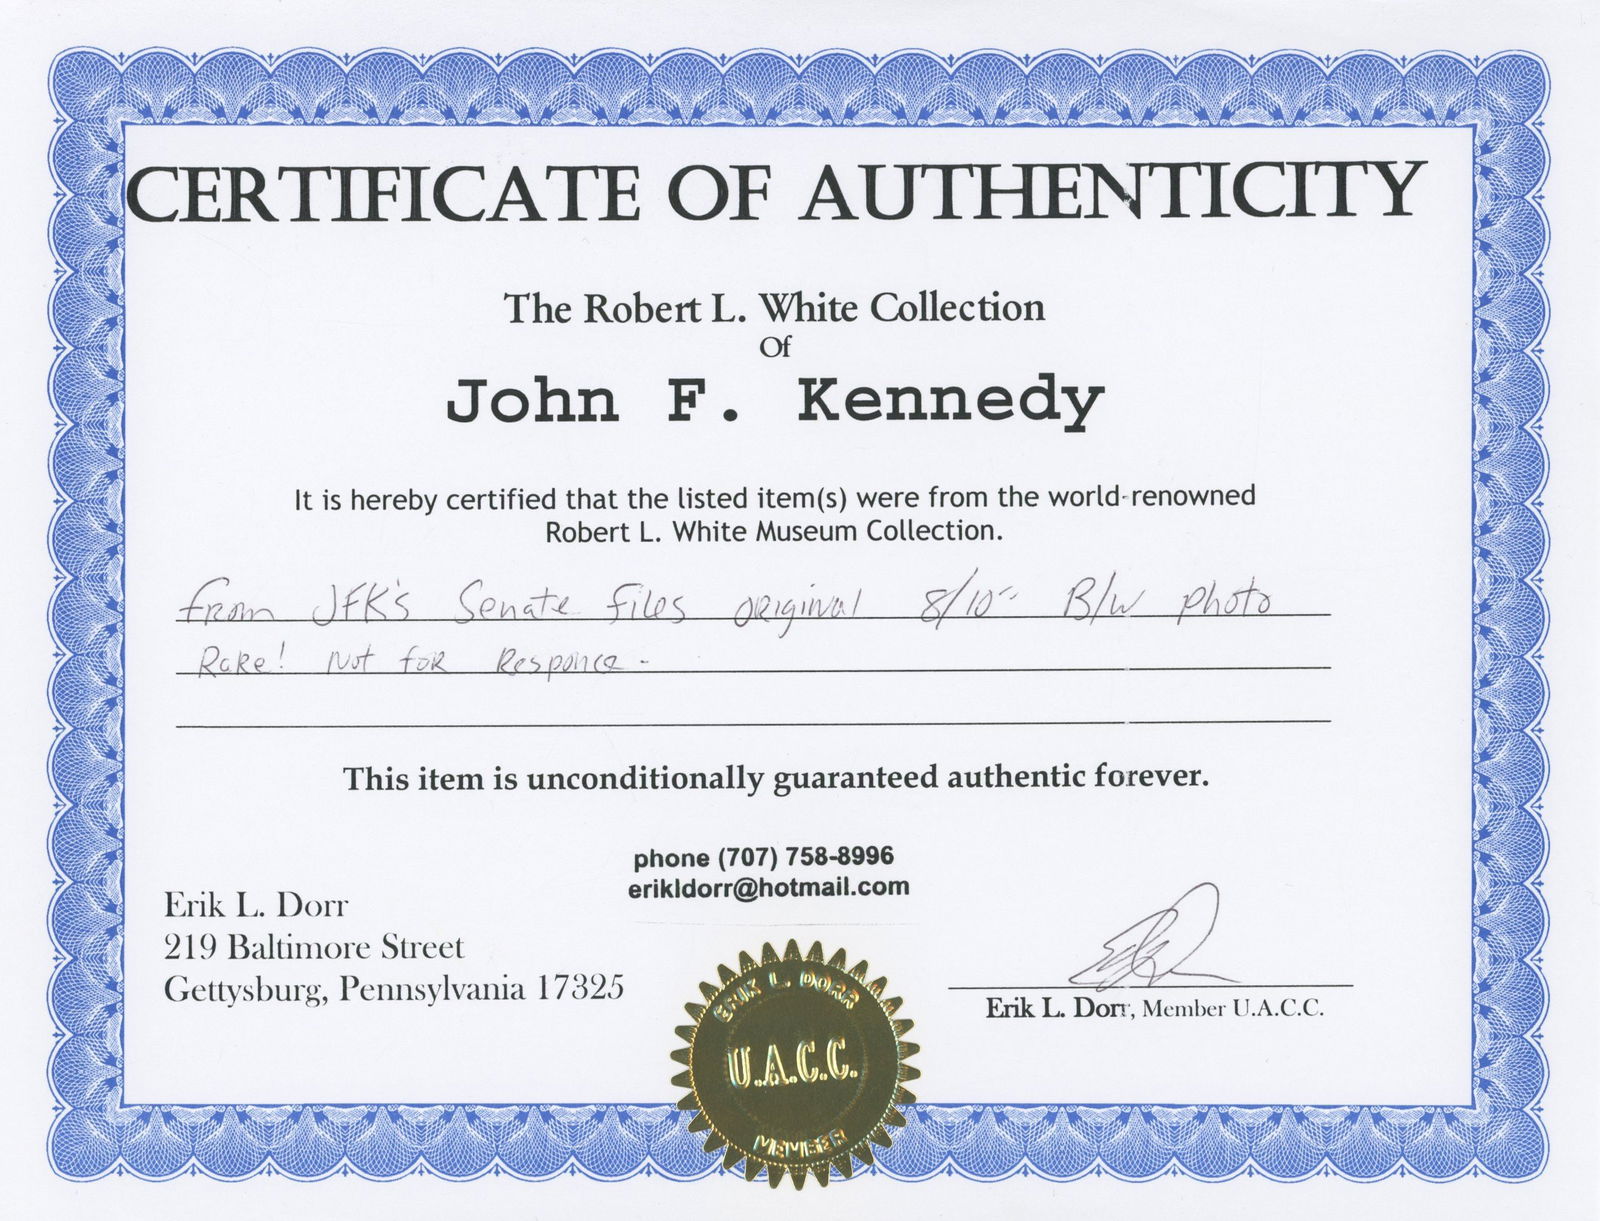 CERTIFICATE OF AUTHENTICITY
The Robert L. White Collection
Of
John F. Kennedy
It is hereby certified that the listed item(s) were from the world-renowned
Robert L. White Museum Collection.
From JFK's Senate files original 8/10" B/W photo
Rare! Not for Responce -
This item is unconditionally guaranteed authentic forever.
phone (707) 758-8996
erikldorr@hotmail.com
Erik L. Dorr
219 Baltimore Street
Gettysburg, Pennsylvania 17325
ERIK L. DORR
U.A.C.C.
MEMBER
Erik L. Dorr, Member U.A.C.C.